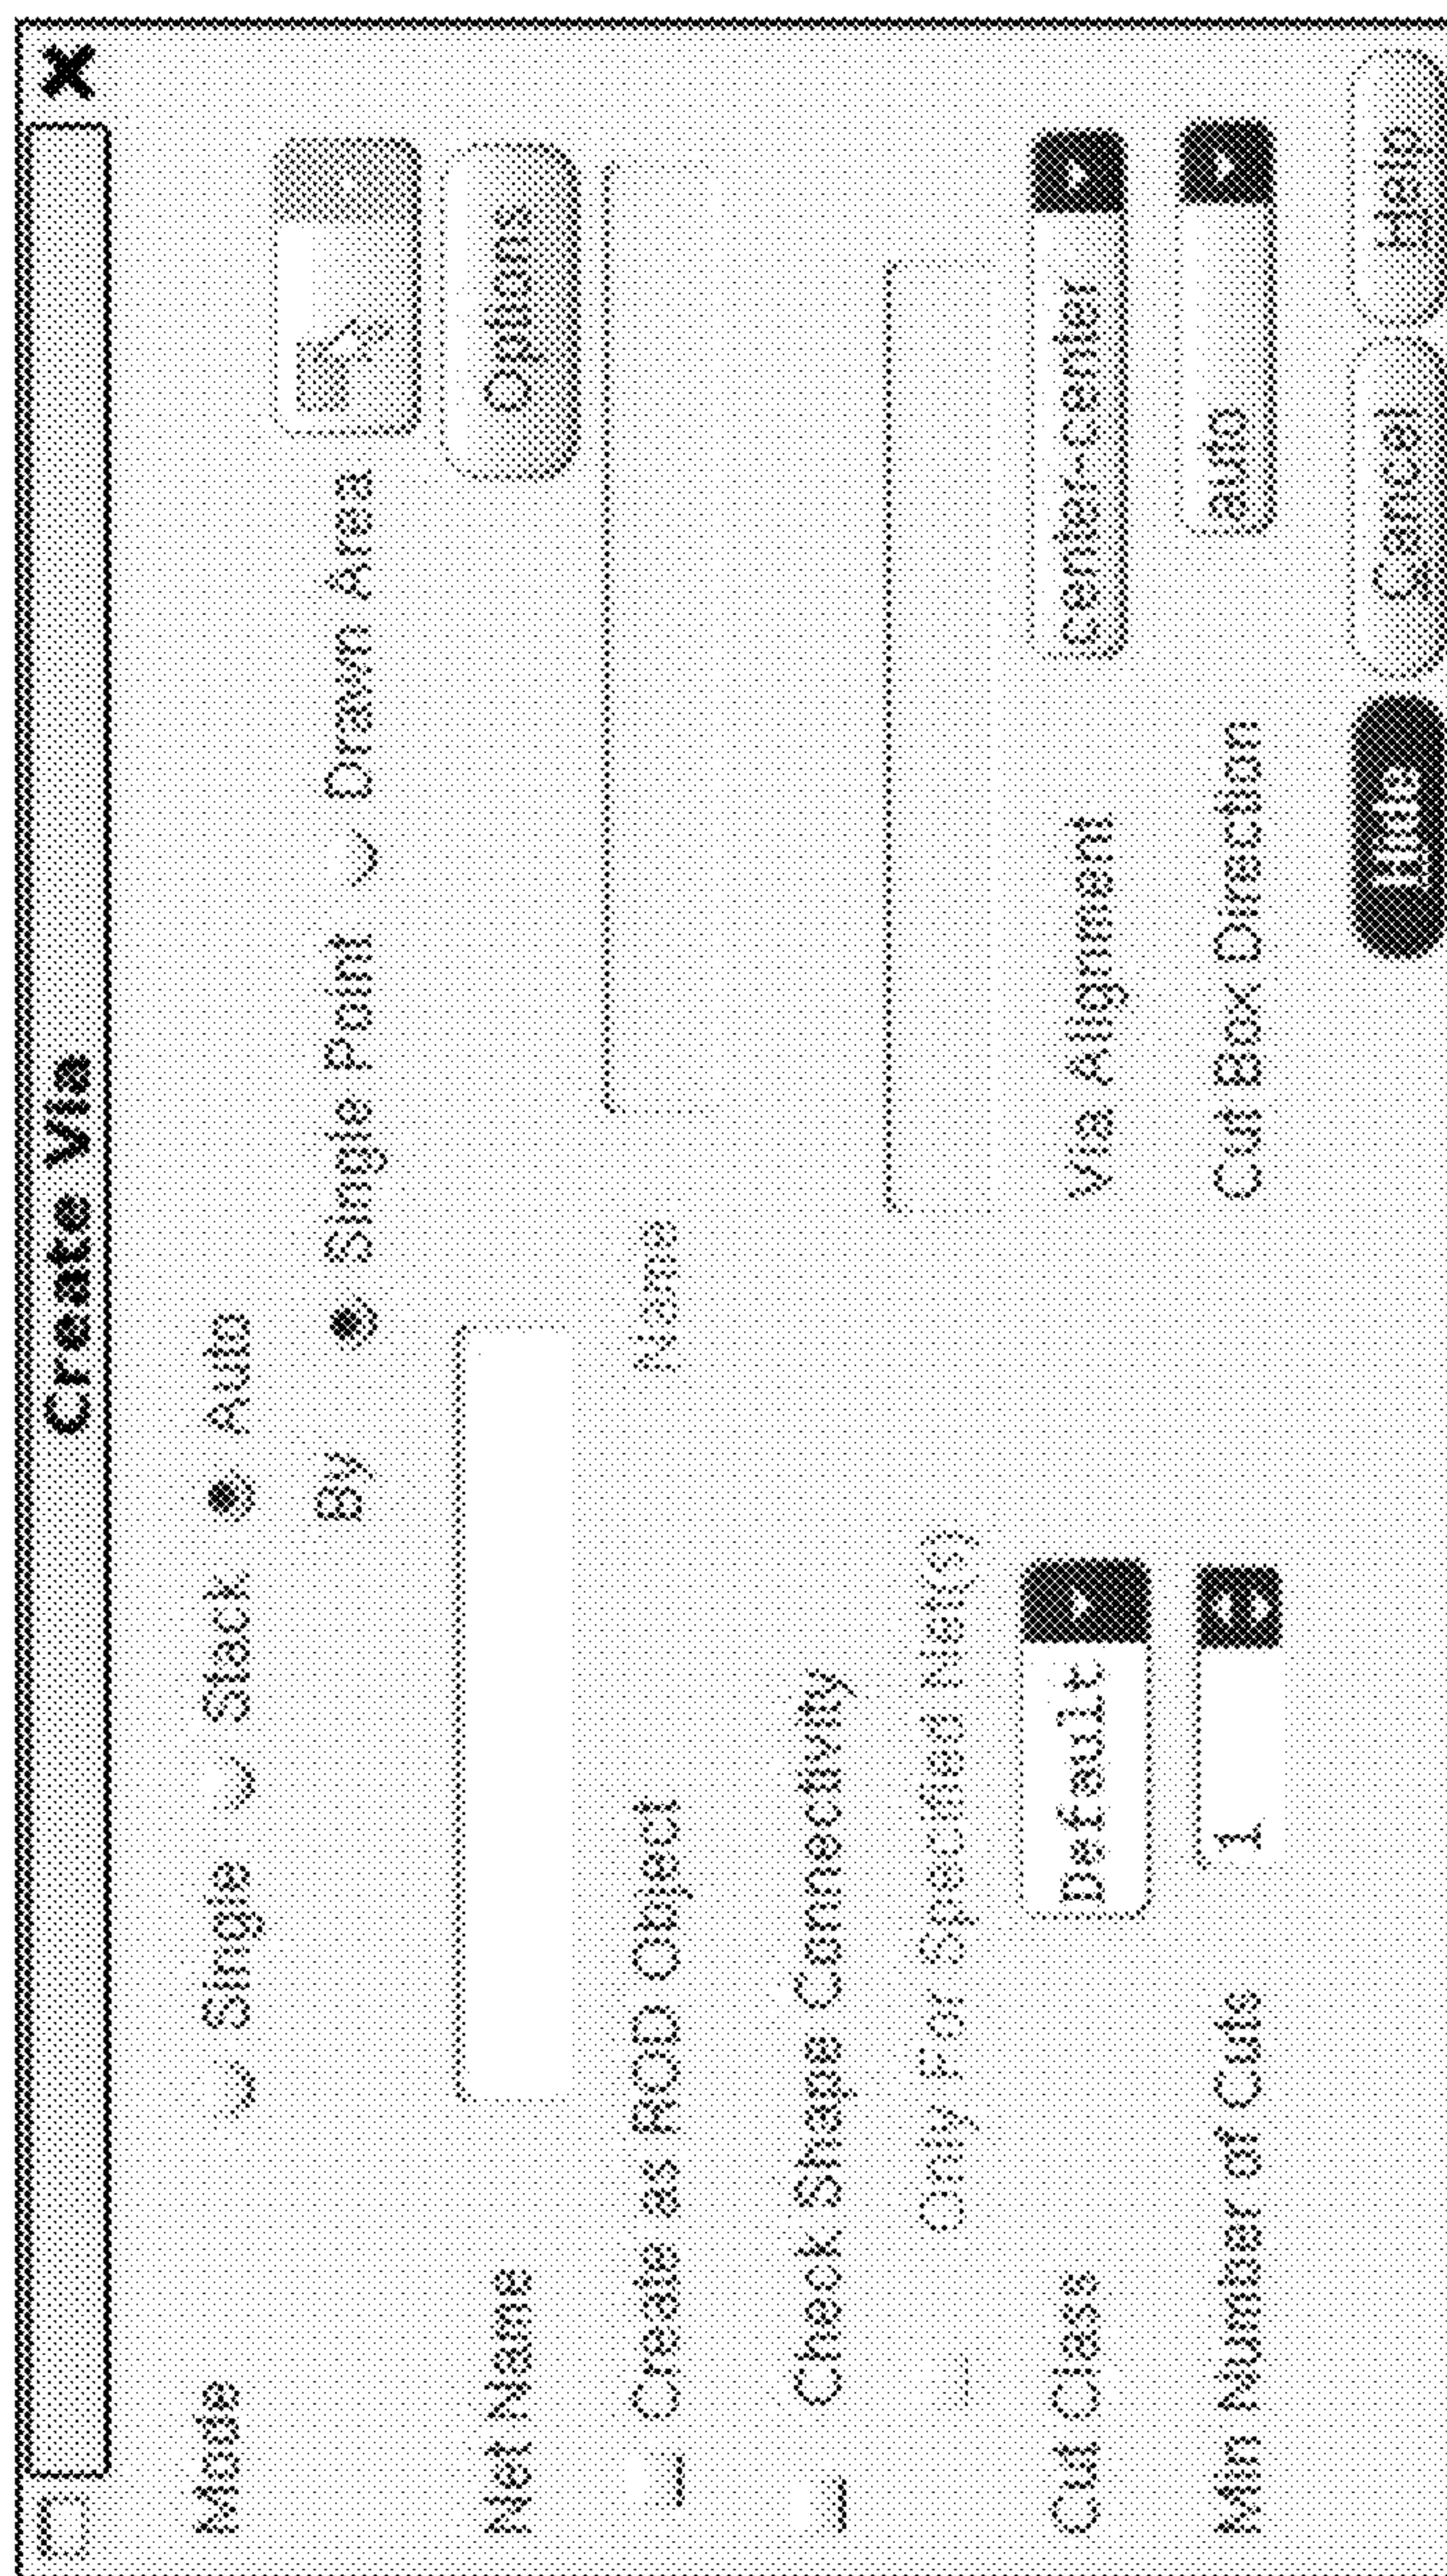 Create Via
Mode Single Stack Auto
By Single Point Drawn Area
Net Name Options
Create as ROD Object Name
Check Shape Connectivity
Only For Specified Net(s)
Cut Class Default Via Alignment center-center
Min Number of Cuts 1 Cut Box Direction auto
Hide Cancel Help